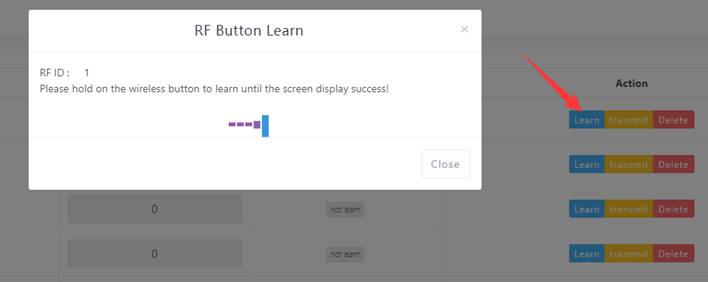 RF Button Learn
×
RF ID : 1
Please hold on the wireless button to learn until the screen display success!
Close
Action
Learn transmit Delete
Learn transmit Delete
0 not learn Learn transmit Delete
0 not learn Learn transmit Delete